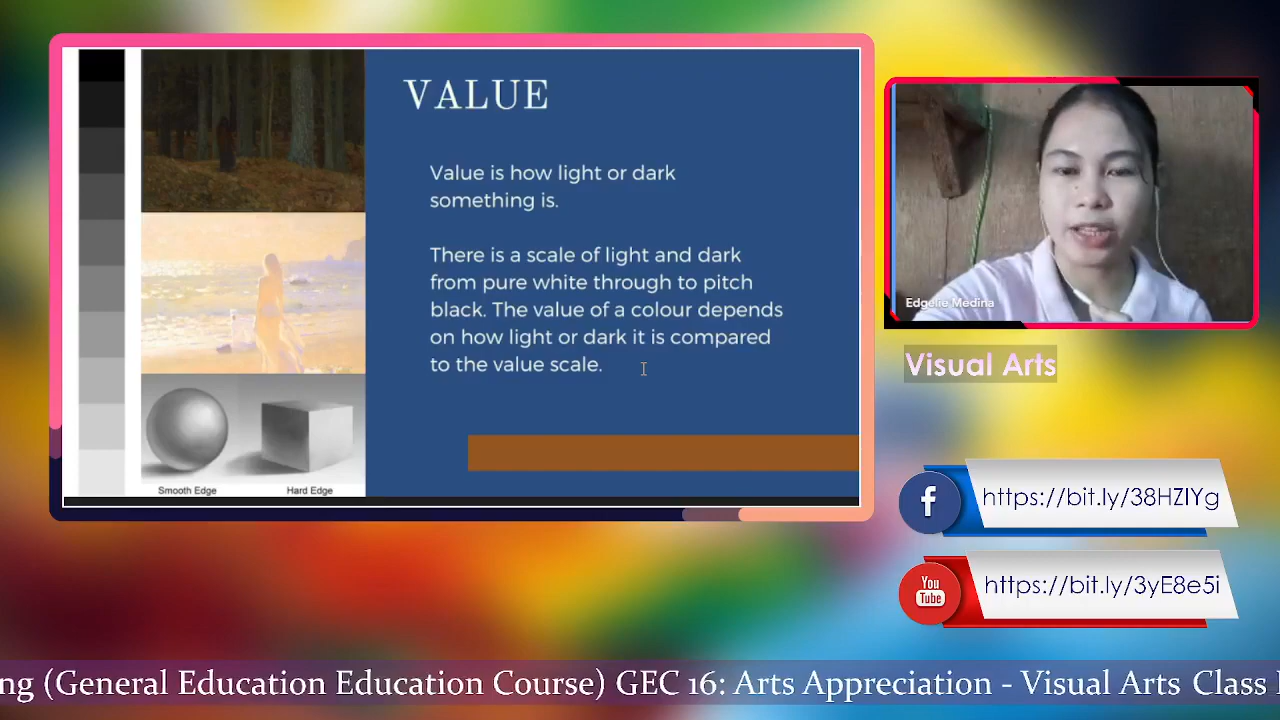 VALUE
Value is how light or dark
something is.
There is a scale of light and dark
from pure white through to pitch
black. The value of a colour depends
on how light or dark it is compared
to the value scale.
Smooth Edge
Hard Edge
Edgelie Medina
Visual Arts
f
https://bit.ly/38HZIYg
You
Tube
https://bit.ly/3yE8e5i
ng (General Education Education Course) GEC 16: Arts Appreciation - Visual Arts Class